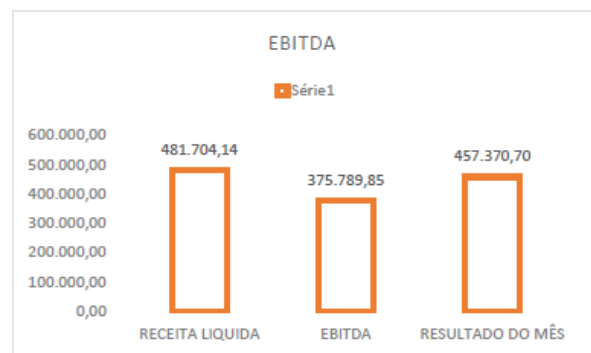 EBITDA
Série1
600.000,00
500.000,00
400.000,00
300.000,00
200.000,00
100.000,00
0,00
481.704,14
375.789,85
457.370,70
RECEITA LIQUIDA
EBITDA
RESULTADO DO MÊS